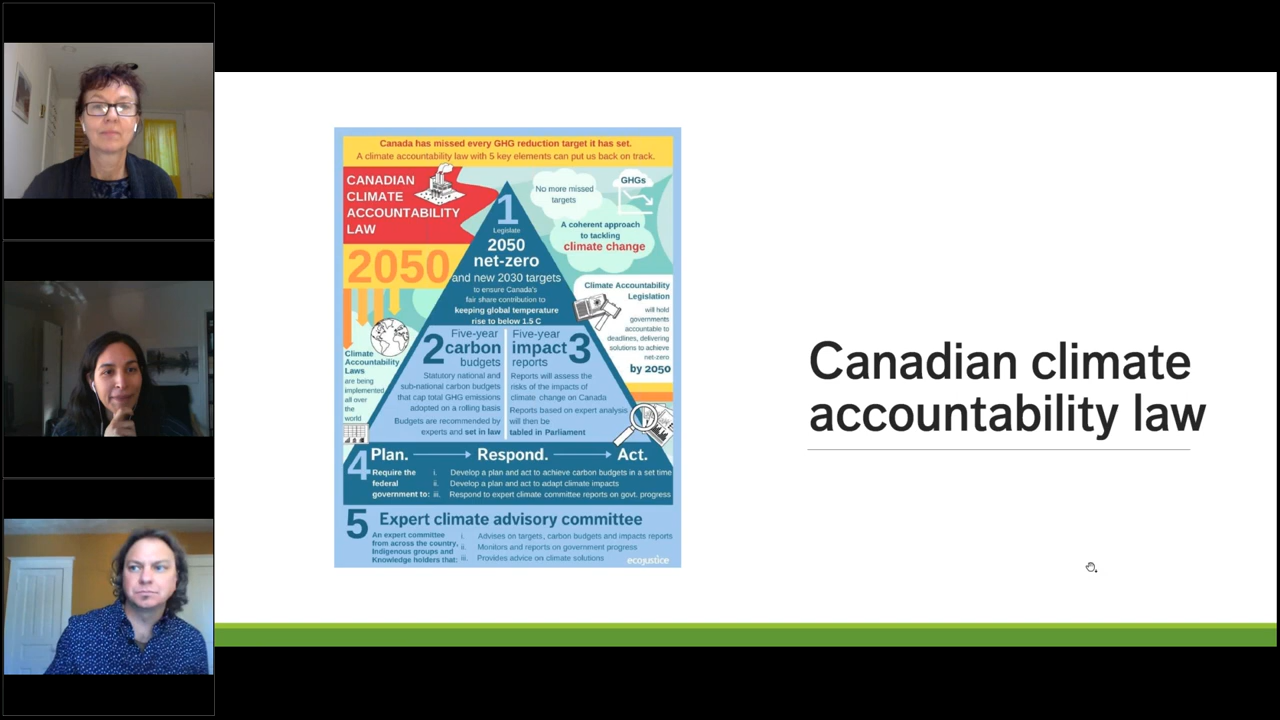 Canada has missed every GHG reduction target it has set.
A climate accountability law with 5 key elements can put us back on track.
CANADIAN
CLIMATE
ACCOUNTABILITY
LAW
2050
Climate
Accountability
Laws
are being
implemented
all over
the
world
No more missed
targets
GHGs
A coherent approach
to tackling
climate change
Climate Accountability
Legislation
will hold
governments
accountable to
deadlines, delivering
solutions to achieve
net-zero
by 2050
1
Legislate
2050
net-zero
and new 2030 targets
to ensure Canada's
fair share contribution to
keeping global temperature
rise to below 1.5 C
2
Five-year
carbon
budgets
Statutory national and
sub-national carbon budgets
that cap total GHG emissions
adopted on a rolling basis
Budgets are recommended by
experts and set in law
3
Five-year
impact
reports
Reports will assess the
risks of the impacts of
climate change on Canada
Reports based on expert analysis
will then be
tabled in Parliament
4
Plan. Respond. Act.
Require the
federal
government to:
i. Develop a plan and act to achieve carbon budgets in a set time
ii. Develop a plan and act to adapt climate impacts
iii. Respond to expert climate committee reports on govt. progress
5
Expert climate advisory committee
An expert committee
from across the country,
Indigenous groups and
Knowledge holders that:
i. Advises on targets, carbon budgets and impacts reports
ii. Monitors and reports on government progress
iii. Provides advice on climate solutions
ecojustice
Canadian climate
accountability law